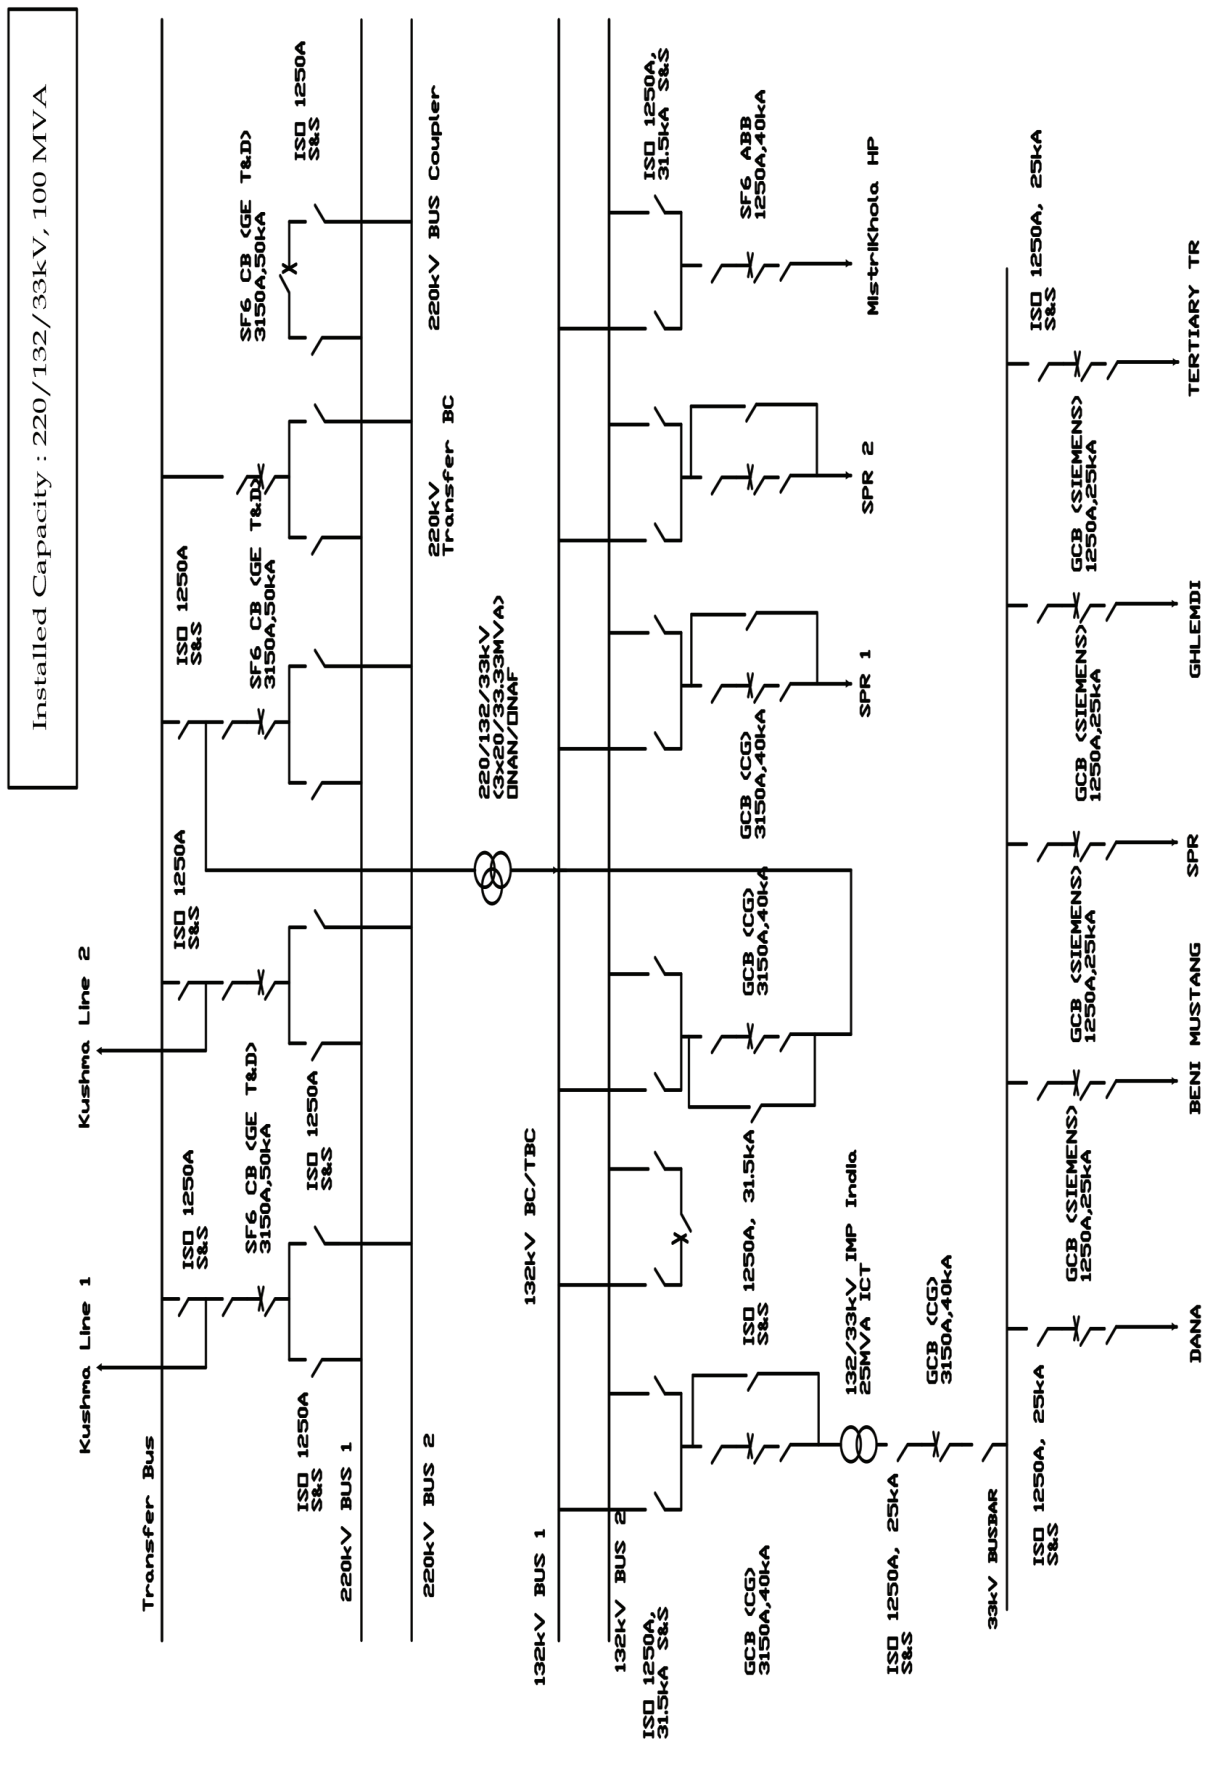 Installed Capacity : 220/132/33kV, 100 MVA
Kushma Line 1
Kushma Line 2
Transfer Bus
ISO 1250A
S&S
ISO 1250A
S&S
ISO 1250A
S&S
SF6 CB <GE T&D>
3150A,50kA
SF6 CB <GE T&D>
3150A,50kA
SF6 CB <GE T&D>
3150A,50kA
ISO 1250A
S&S
ISO 1250A
S&S
ISO 1250A
S&S
220kV BUS 1
220kV BUS 2
220kV
Transfer BC
220kV BUS Coupler
220/132/33kV
<3x20/33.33MVA>
ONAN/ONAF
132kV BC/TBC
132kV BUS 1
132kV BUS 2
ISO 1250A,
31.5kA S&S
ISO 1250A,
31.5kA S&S
GCB <CG>
3150A,40kA
ISO 1250A, 31.5kA
S&S
GCB <CG>
3150A,40kA
GCB <CG>
3150A,40kA
SF6 ABB
1250A,40kA
132/33kV IMP India
25MVA ICT
SPR 1
SPR 2
MistriKhola HP
ISO 1250A, 25kA
S&S
GCB <CG>
3150A,40kA
33kV BUSBAR
ISO 1250A, 25kA
S&S
ISO 1250A, 25kA
S&S
GCB <SIEMENS>
1250A,25kA
GCB <SIEMENS>
1250A,25kA
GCB <SIEMENS>
1250A,25kA
GCB <SIEMENS>
1250A,25kA
DANA
BENI MUSTANG
SPR
GHLEMDI
TERTIARY TR